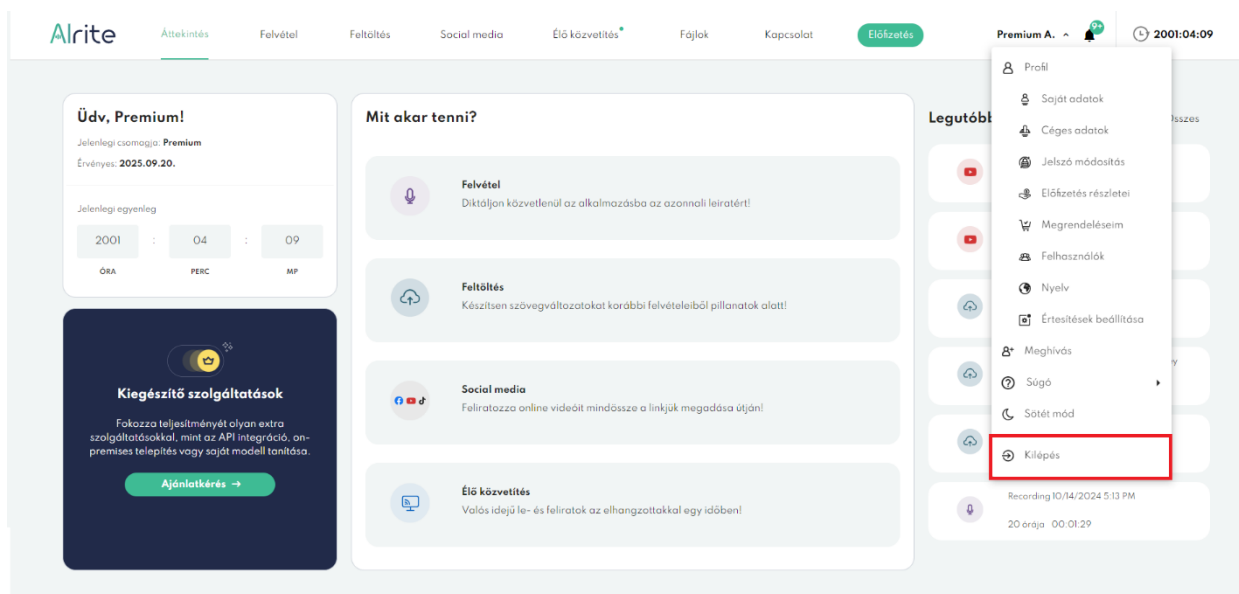 Alrite
Áttekintés
Felvétel
Feltöltés
Social media
Élő közvetítés
Fájlok
Kapcsolat
Előfizetés
Premium A.
9+
2001:04:09
Üdv, Premium!
Jelenlegi csomagja: Premium
Érvényes: 2025.09.20.
Jelenlegi egyenleg
2001 : 04 : 09
ÓRA PERC MP
Kiegészítő szolgáltatások
Fokozza teljesítményét olyan extra
szolgáltatásokkal, mint az API integráció, on-
premises telepítés vagy saját modell tanítása.
Ajánlatkérés →
Mit akar tenni?
Felvétel
Diktáljon közvetlenül az alkalmazásba az azonnali leiratért!
Feltöltés
Készítsen szövegváltozatokat korábbi felvételeiből pillanatok alatt!
Social media
Feliratozza online videóit mindössze a linkjük megadása útján!
Élő közvetítés
Valós idejű le- és feliratok az elhangzottakkal egy időben!
Profil
Saját adatok
Céges adatok
Jelszó módosítás
Előfizetés részletei
Megrendeléseim
Felhasználók
Nyelv
Értesítések beállítása
Meghívás
Súgó
Sötét mód
Kilépés
Recording 10/14/2024 5:13 PM
20 órája 00:01:29